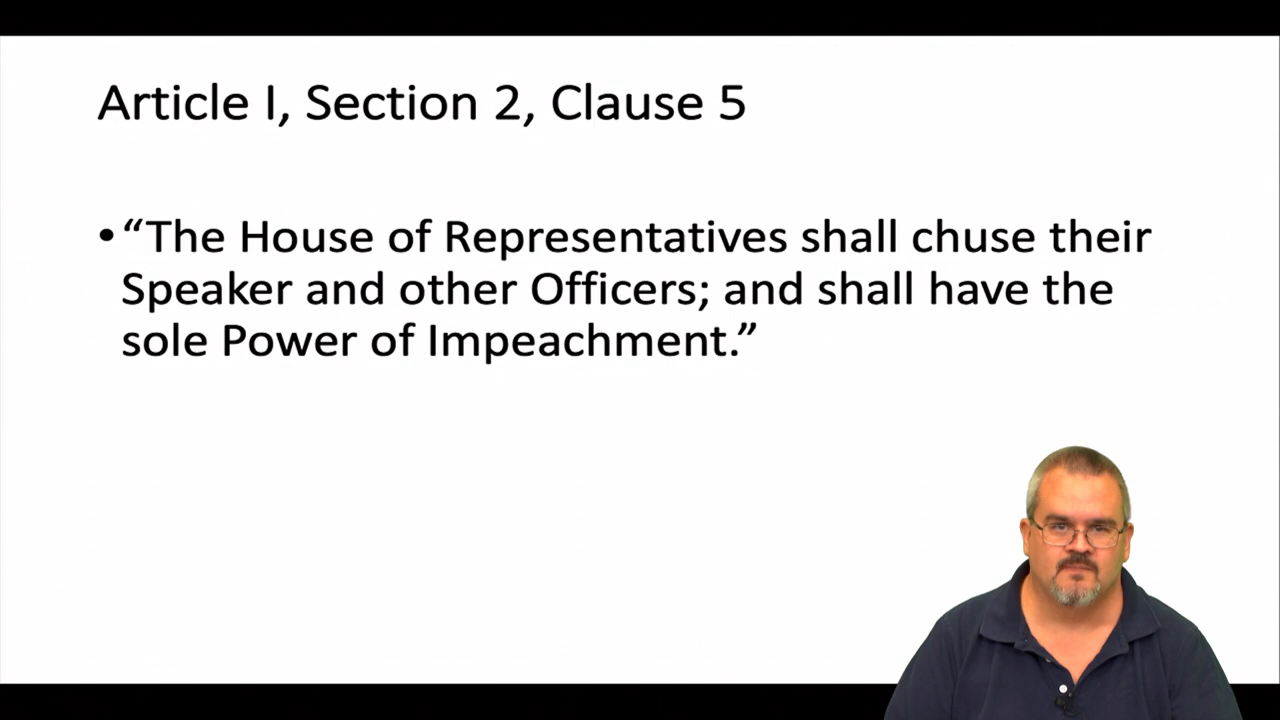 Article I, Section 2, Clause 5
• “The House of Representatives shall chuse their
Speaker and other Officers; and shall have the
sole Power of Impeachment.”